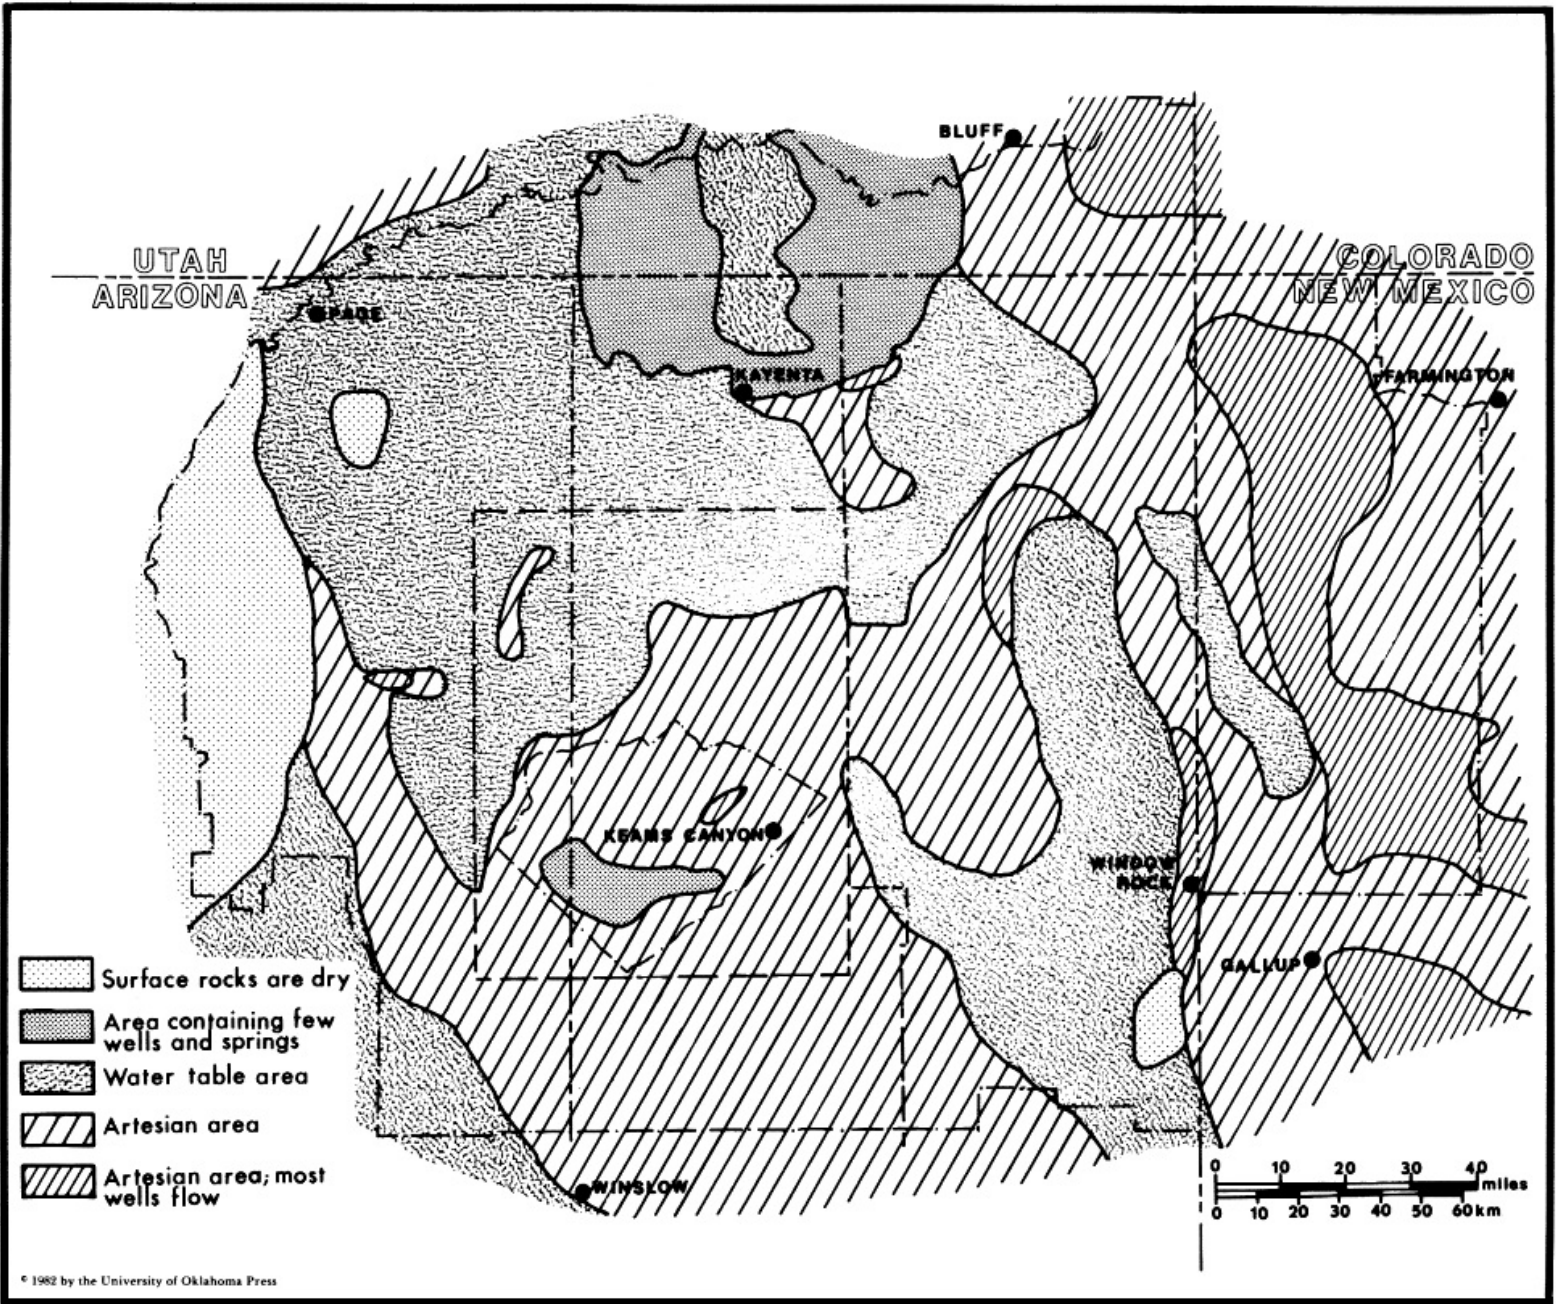 BLUFF
UTAH
ARIZONA
COLORADO
NEW MEXICO
PAGE
KAYENTA
FARMINGTON
KEAMS CANYON
WINDOW
ROCK
GALLUP
WINSLOW
Surface rocks are dry
Area containing few
wells and springs
Water table area
Artesian area
Artesian area; most
wells flow
0 10 20 30 40
miles
0 10 20 30 40 50 60km
© 1982 by the University of Oklahoma Press